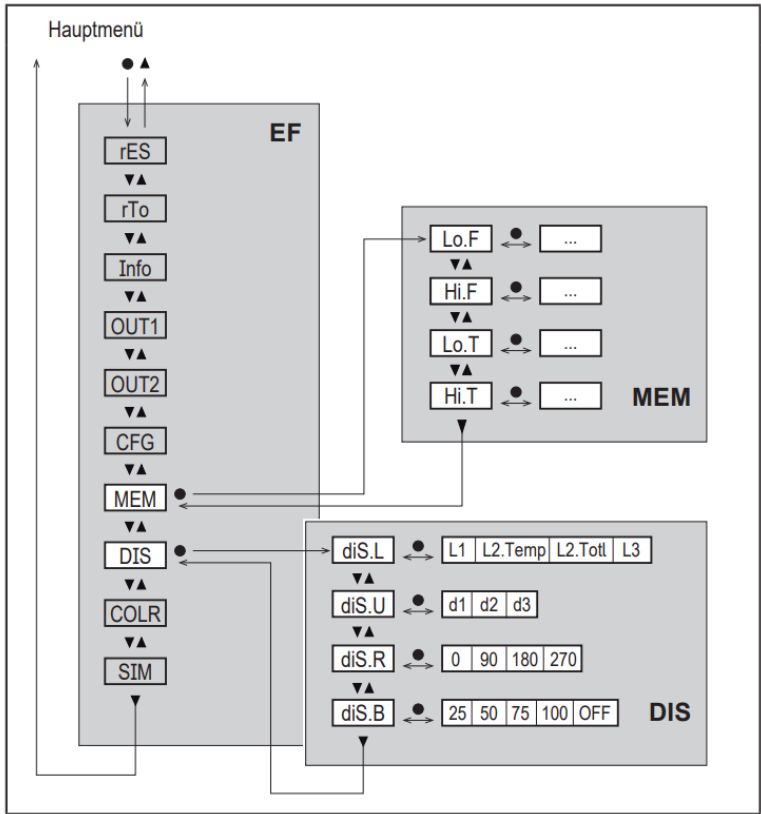 Hauptmenü
EF
rES
rTo
Info
OUT1
OUT2
CFG
MEM
DIS
COLR
SIM
Lo.F ...
Hi.F ...
Lo.T ...
Hi.T ...
MEM
diS.L L1 L2.Temp L2.Totl L3
diS.U d1 d2 d3
diS.R 0 90 180 270
diS.B 25 50 75 100 OFF
DIS